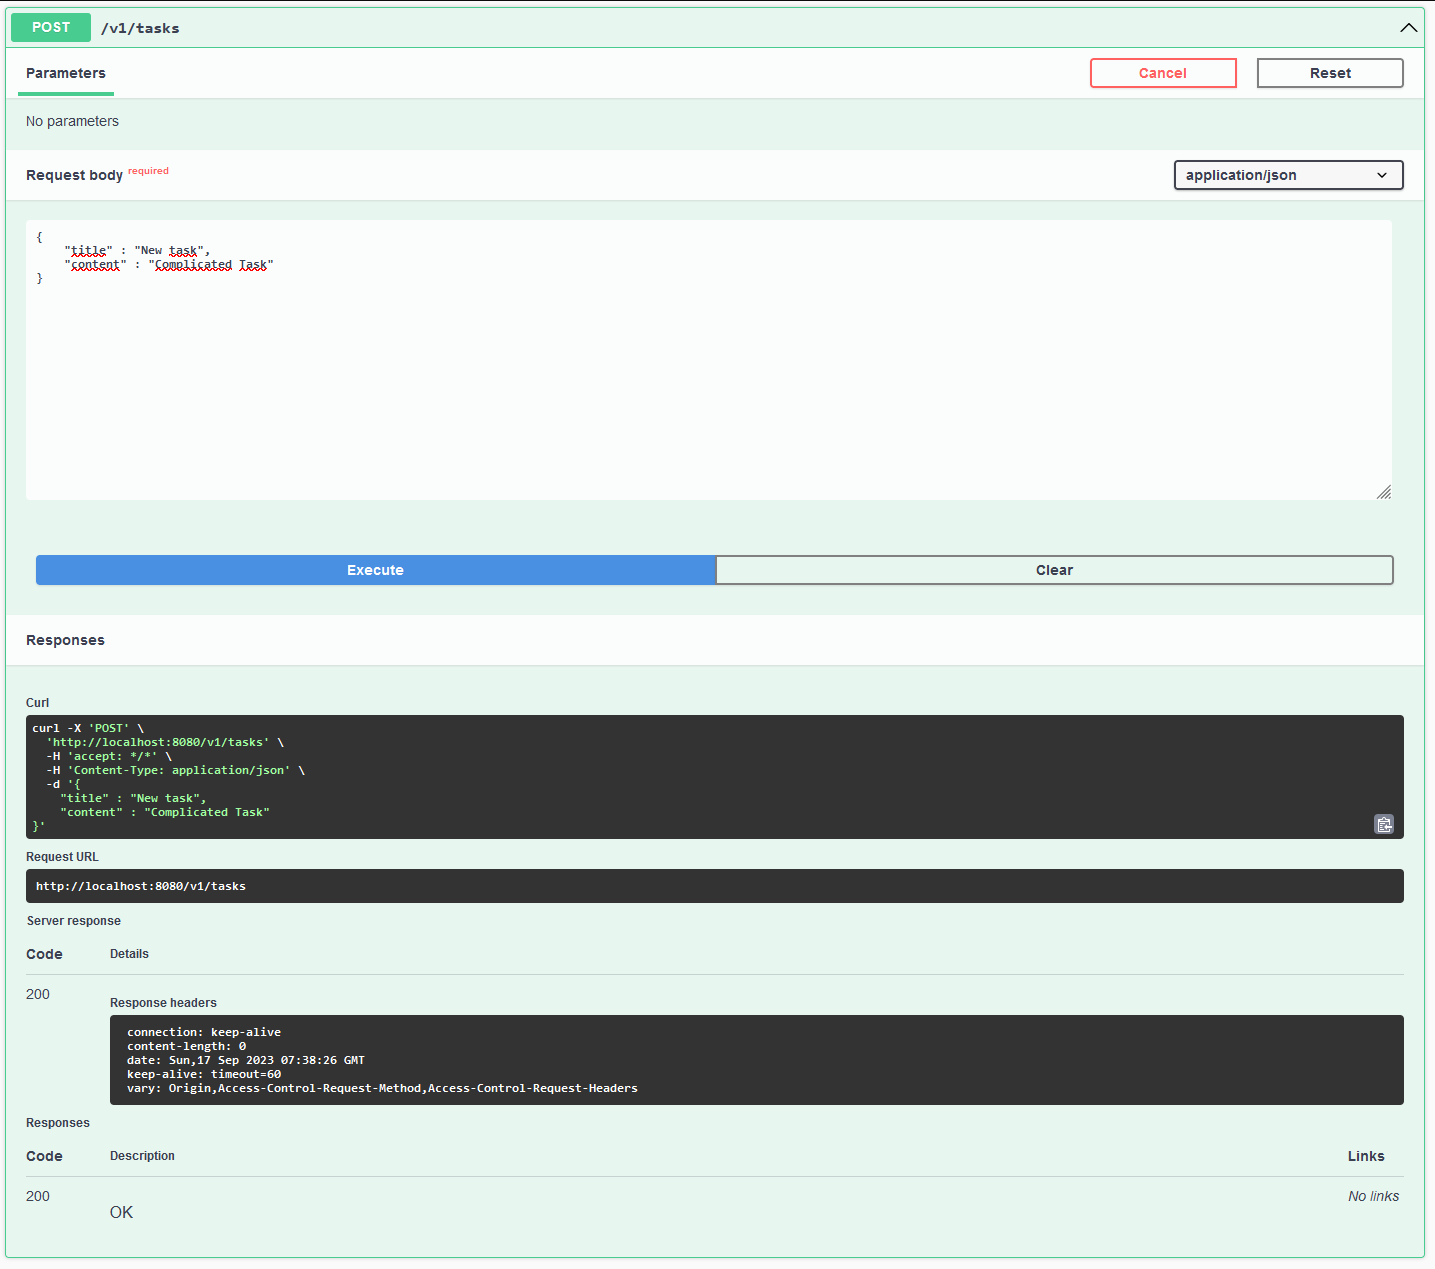 POST /v1/tasks
Parameters Cancel Reset
No parameters
Request body required application/json
{
    "title" : "New task",
    "content" : "Complicated Task"
}
Execute Clear
Responses
Curl
curl -X 'POST' \
  'http://localhost:8080/v1/tasks' \
  -H 'accept: */*' \
  -H 'Content-Type: application/json' \
  -d '{
    "title" : "New task",
    "content" : "Complicated Task"
}'
Request URL
http://localhost:8080/v1/tasks
Server response
Code Details
200
Response headers
connection: keep-alive
content-length: 0
date: Sun,17 Sep 2023 07:38:26 GMT
keep-alive: timeout=60
vary: Origin,Access-Control-Request-Method,Access-Control-Request-Headers
Responses
Code Description Links
200 No links
OK